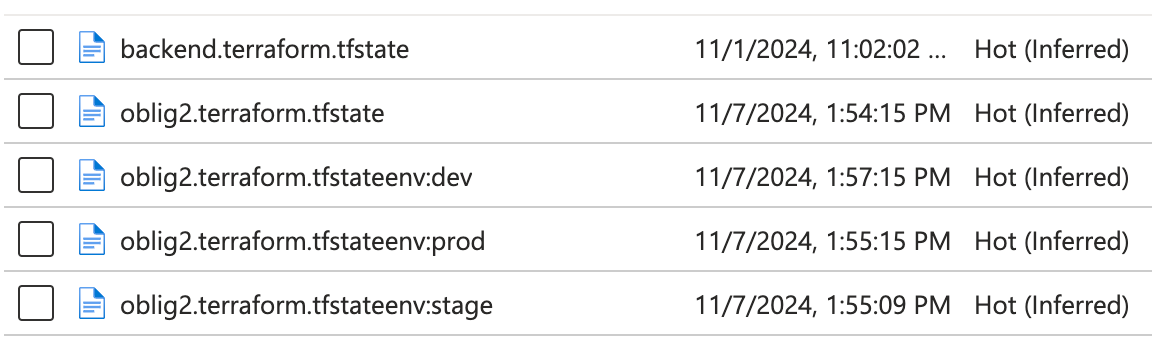 backend.terraform.tfstate 11/1/2024, 11:02:02 ... Hot (Inferred)
oblig2.terraform.tfstate 11/7/2024, 1:54:15 PM Hot (Inferred)
oblig2.terraform.tfstateenv:dev 11/7/2024, 1:57:15 PM Hot (Inferred)
oblig2.terraform.tfstateenv:prod 11/7/2024, 1:55:15 PM Hot (Inferred)
oblig2.terraform.tfstateenv:stage 11/7/2024, 1:55:09 PM Hot (Inferred)